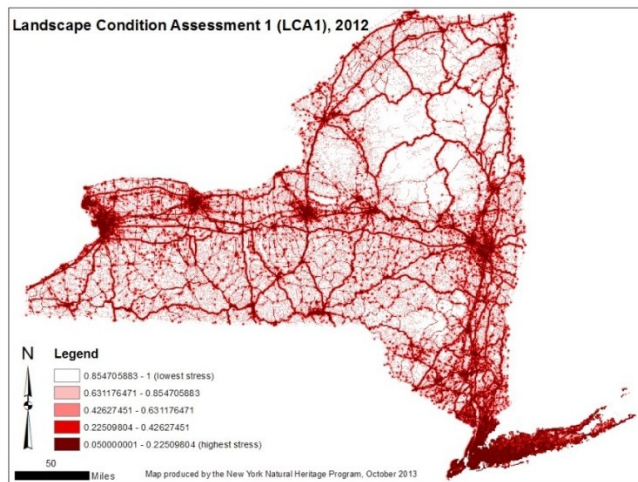 Landscape Condition Assessment 1 (LCA1), 2012
N
Legend
0.854705883 - 1 (lowest stress)
0.631176471 - 0.854705883
0.42627451 - 0.631176471
0.22509804 - 0.42627451
0.050000001 - 0.22509804 (highest stress)
50
Miles
Map produced by the New York Natural Heritage Program, October 2013